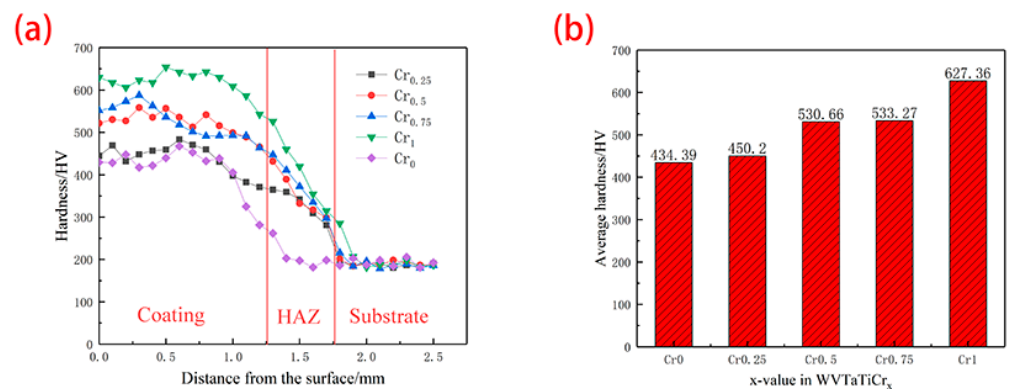 (a)
700
600
500
400
300
200
100
0
Hardness/HV
Cr0.25
Cr0.5
Cr0.75
Cr1
Cr0
Coating
HAZ
Substrate
0.0 0.5 1.0 1.5 2.0 2.5
Distance from the surface/mm
(b)
700
600
500
400
300
200
100
0
Average hardness/HV
434.39
450.2
530.66
533.27
627.36
Cr0 Cr0.25 Cr0.5 Cr0.75 Cr1
x-value in WVTaTiCrx